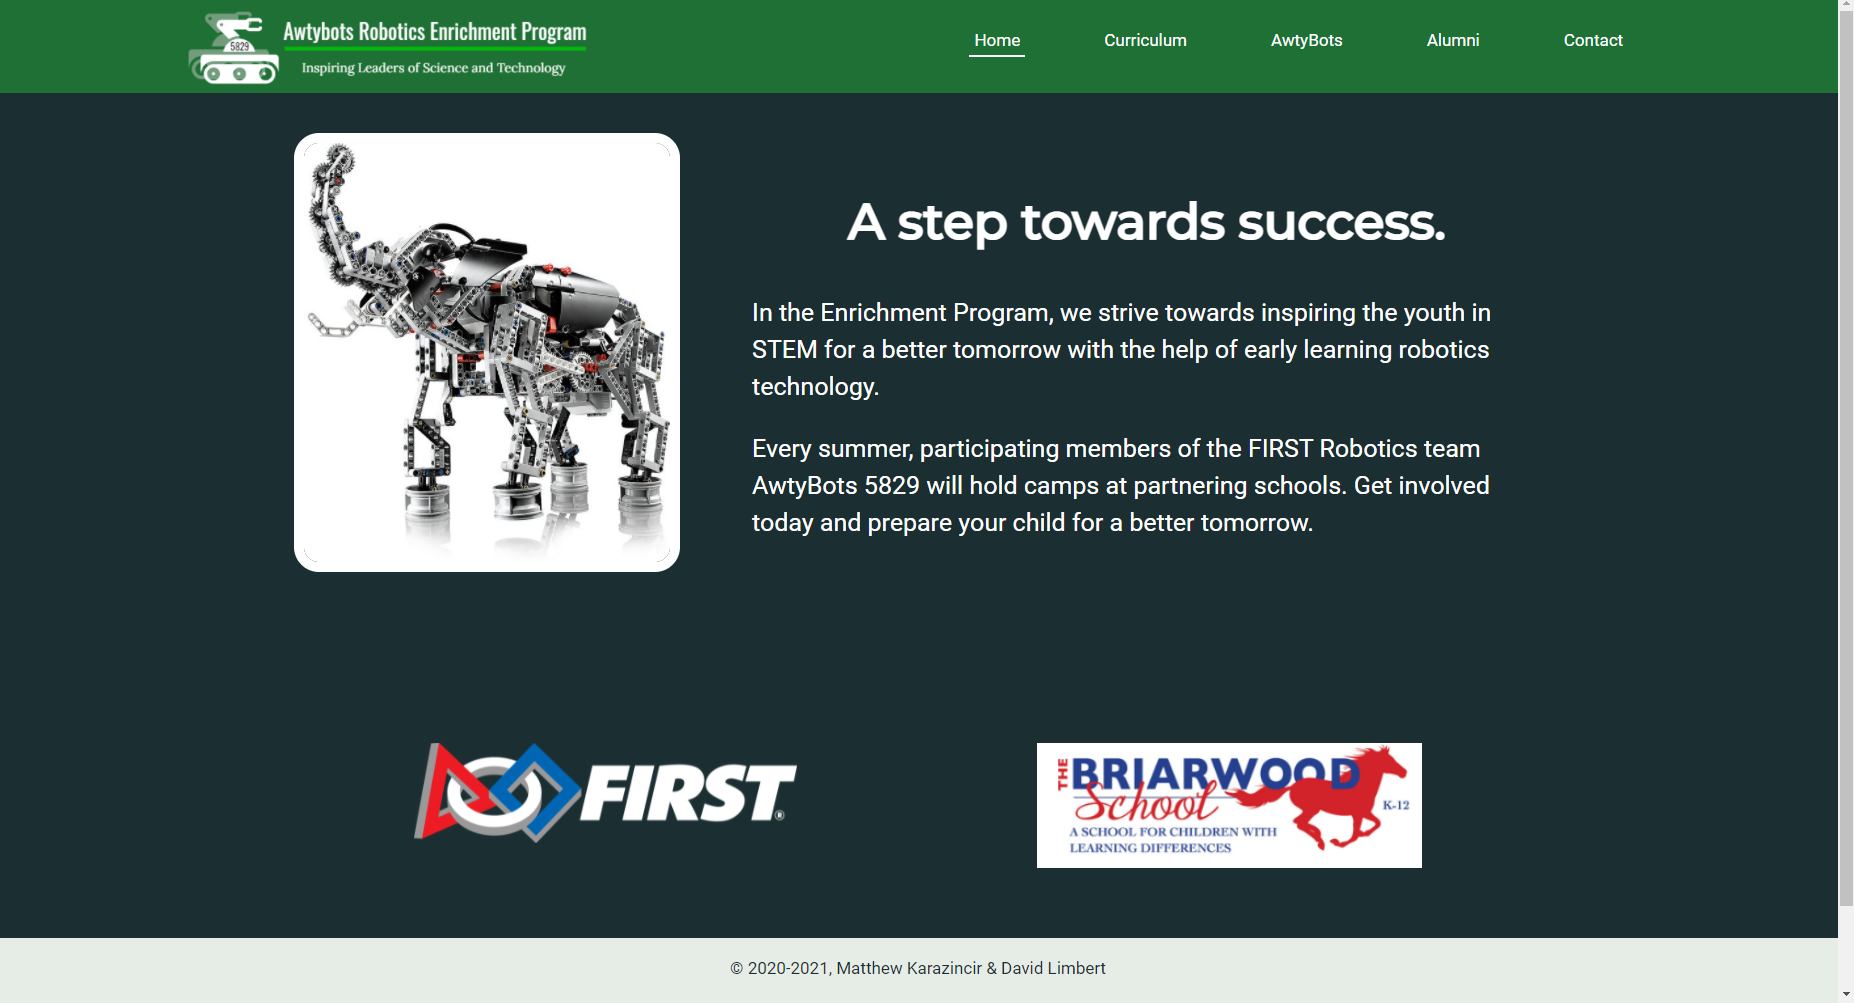 5829
Awtybots Robotics Enrichment Program
Inspiring Leaders of Science and Technology
Home
Curriculum
AwtyBots
Alumni
Contact
A step towards success.
In the Enrichment Program, we strive towards inspiring the youth in
STEM for a better tomorrow with the help of early learning robotics
technology.
Every summer, participating members of the FIRST Robotics team
AwtyBots 5829 will hold camps at partnering schools. Get involved
today and prepare your child for a better tomorrow.
FIRST®
THE BRIARWOOD
School
K-12
A SCHOOL FOR CHILDREN WITH
LEARNING DIFFERENCES
© 2020-2021, Matthew Karazincir & David Limbert